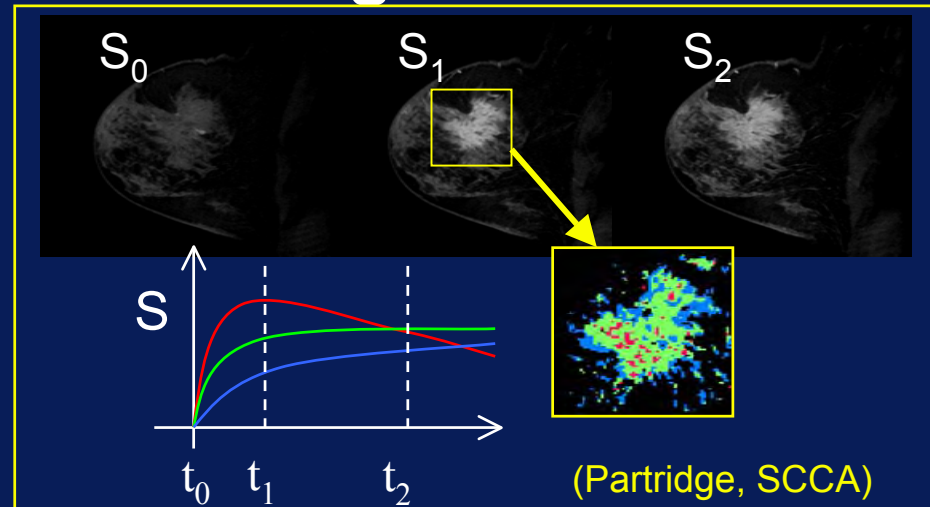 S₀ S₁ S₂
S
t₀ t₁ t₂
(Partridge, SCCA)